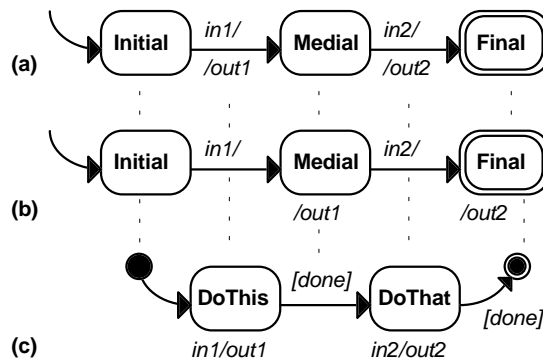 Initial in1/ Medial in2/ Final
(a) /out1 /out2
Initial in1/ Medial in2/ Final
(b) /out1 /out2
DoThis [done] DoThat
[done]
(c) in1/out1 in2/out2